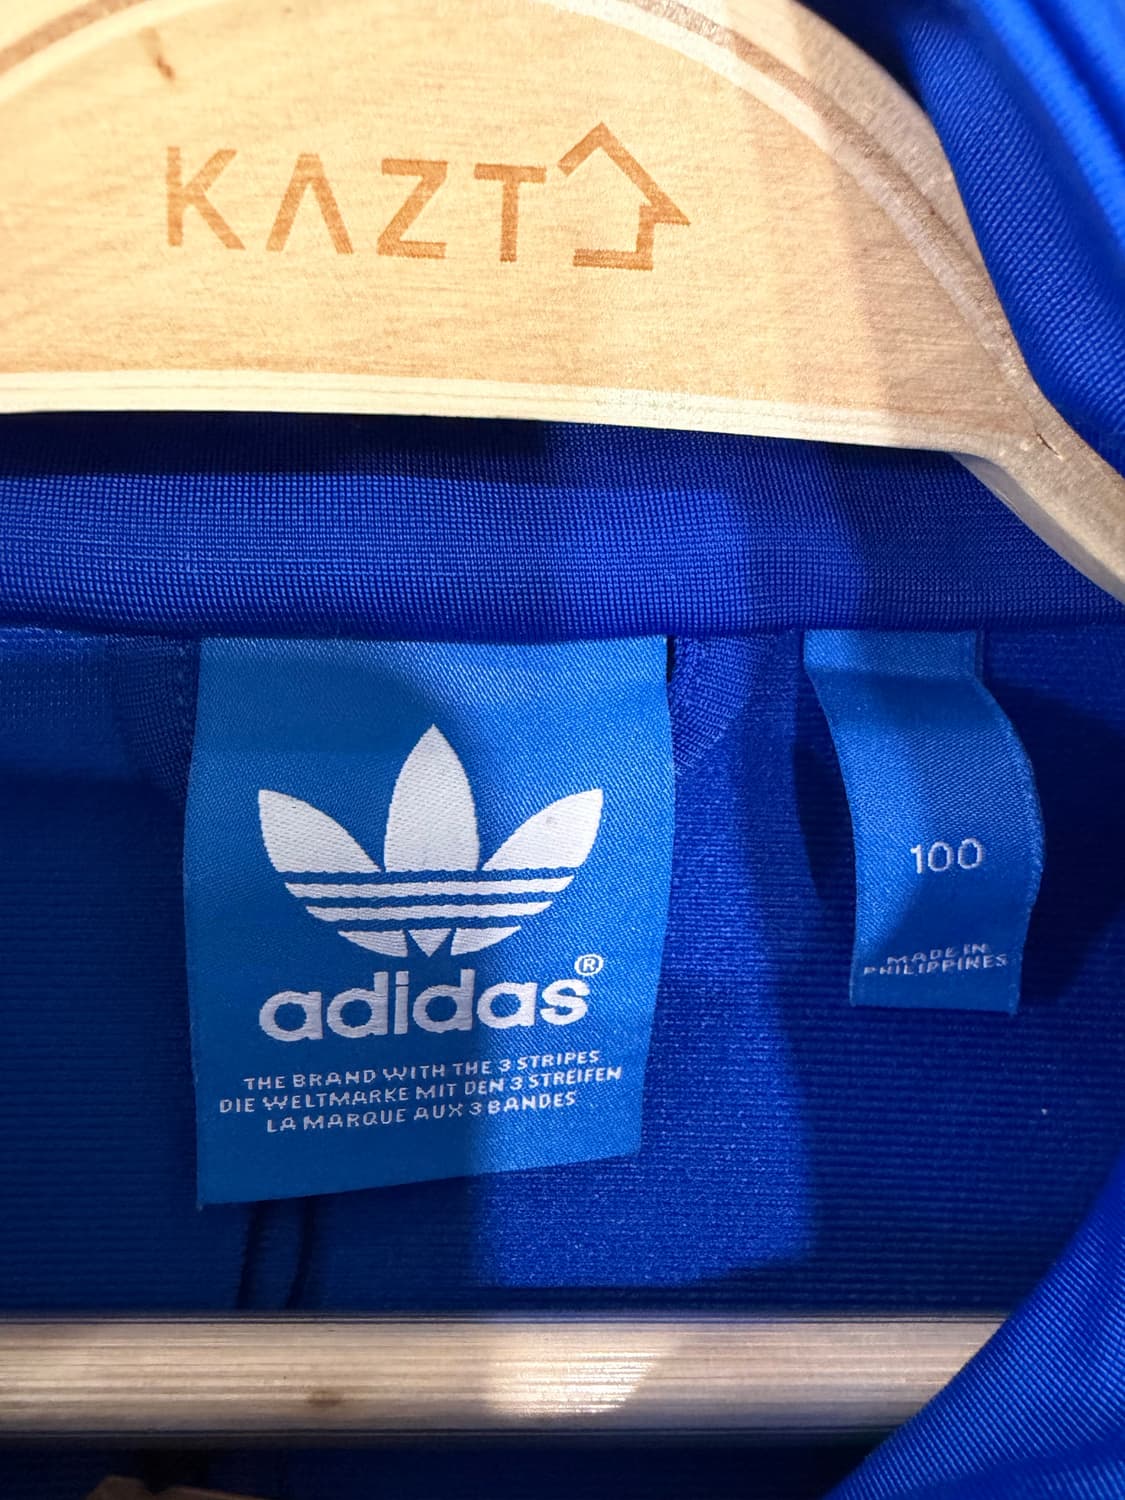 KAZT
adidas®
THE BRAND WITH THE 3 STRIPES
DIE WELTMARKE MIT DEN 3 STREIFEN
LA MARQUE AUX 3 BANDES
100
MADE IN
PHILIPPINES